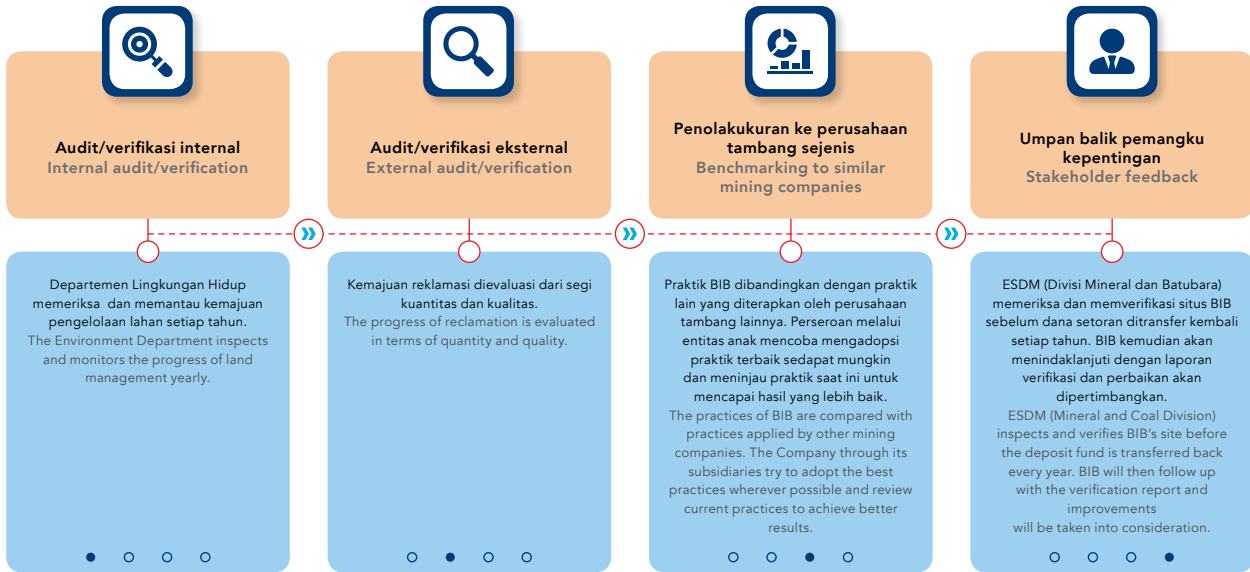 Audit/verifikasi internal
Internal audit/verification
Audit/verifikasi eksternal
External audit/verification
Penolakukuran ke perusahaan
tambang sejenis
Benchmarking to similar
mining companies
Umpan balik pemangku
kepentingan
Stakeholder feedback
Departemen Lingkungan Hidup
memeriksa dan memantau kemajuan
pengelolaan lahan setiap tahun.
The Environment Department inspects
and monitors the progress of land
management yearly.
Kemajuan reklamasi dievaluasi dari segi
kuantitas dan kualitas.
The progress of reclamation is evaluated
in terms of quantity and quality.
Praktik BIB dibandingkan dengan praktik
lain yang diterapkan oleh perusahaan
tambang lainnya. Perseroan melalui
entitas anak mencoba mengadopsi
praktik terbaik sedapat mungkin
dan meninjau praktik saat ini untuk
mencapai hasil yang lebih baik.
The practices of BIB are compared with
practices applied by other mining
companies. The Company through its
subsidiaries try to adopt the best
practices wherever possible and review
current practices to achieve better
results.
ESDM (Divisi Mineral dan Batubara)
memeriksa dan memverifikasi situs BIB
sebelum dana setoran ditransfer kembali
setiap tahun. BIB kemudian akan
menindaklanjuti dengan laporan
verifikasi dan perbaikan akan
dipertimbangkan.
ESDM (Mineral and Coal Division)
inspects and verifies BIB's site before
the deposit fund is transferred back
every year. BIB will then follow up
with the verification report and
improvements
will be taken into consideration.